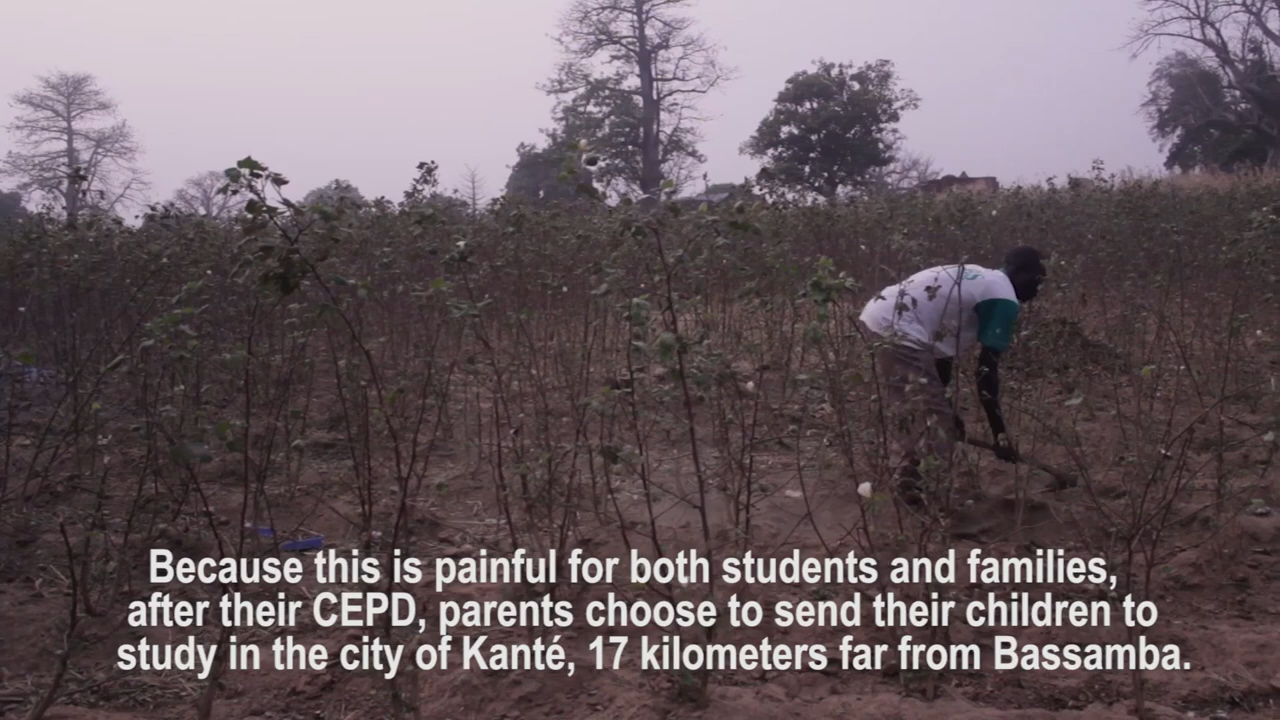 Because this is painful for both students and families,
after their CEPD, parents choose to send their children to
study in the city of Kanté, 17 kilometers far from Bassamba.